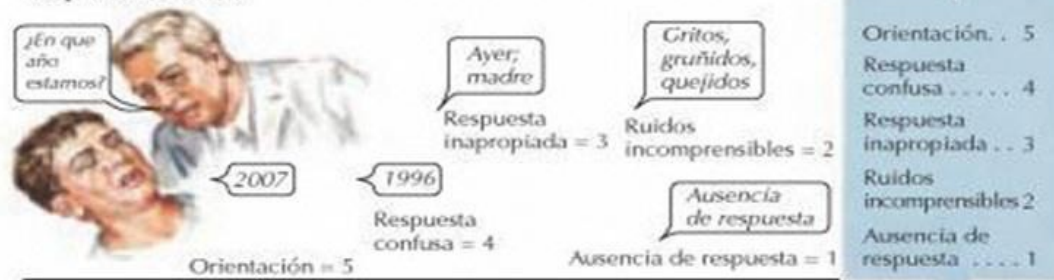 ¿En que
año
estamos?
2007
Orientación = 5
1996
Respuesta
confusa = 4
Ayer;
madre
Respuesta
inapropiada = 3
Gritos,
gruñidos,
quejidos
Ruidos
incomprensibles = 2
Ausencia
de respuesta
Ausencia de respuesta = 1
Orientación. . 5
Respuesta
confusa . . . . . 4
Respuesta
inapropiada . . 3
Ruidos
incomprensibles 2
Ausencia de
respuesta . . . . 1